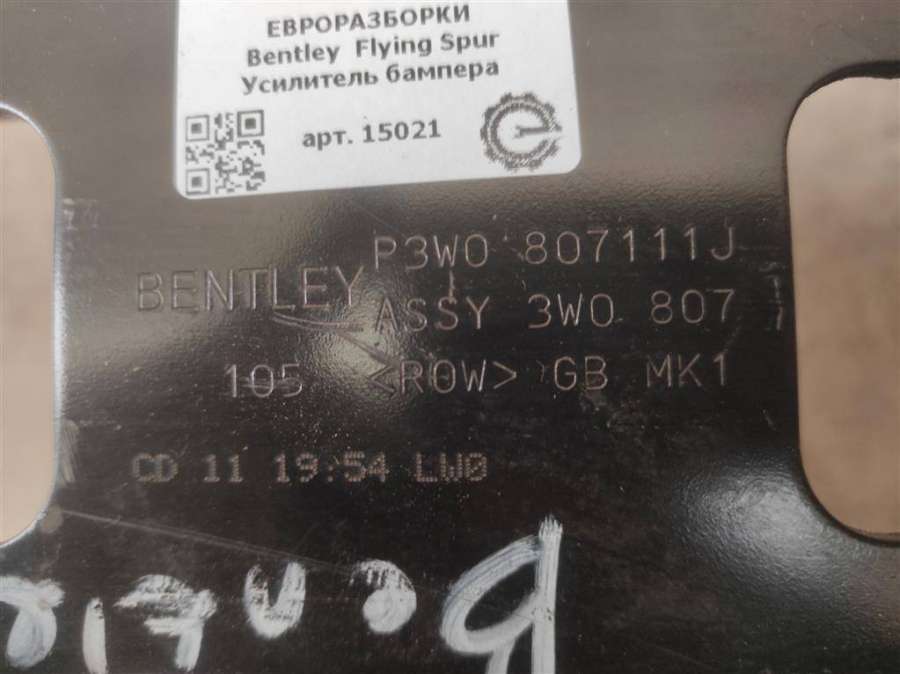 ЕВРОРАЗБОРКИ
Bentley Flying Spur
Усилитель бампера
арт. 15021
P3W0 807111J
BENTLEY ASSY 3W0 807
105 <ROW> GB MK1
CD 11 19:54 LW0